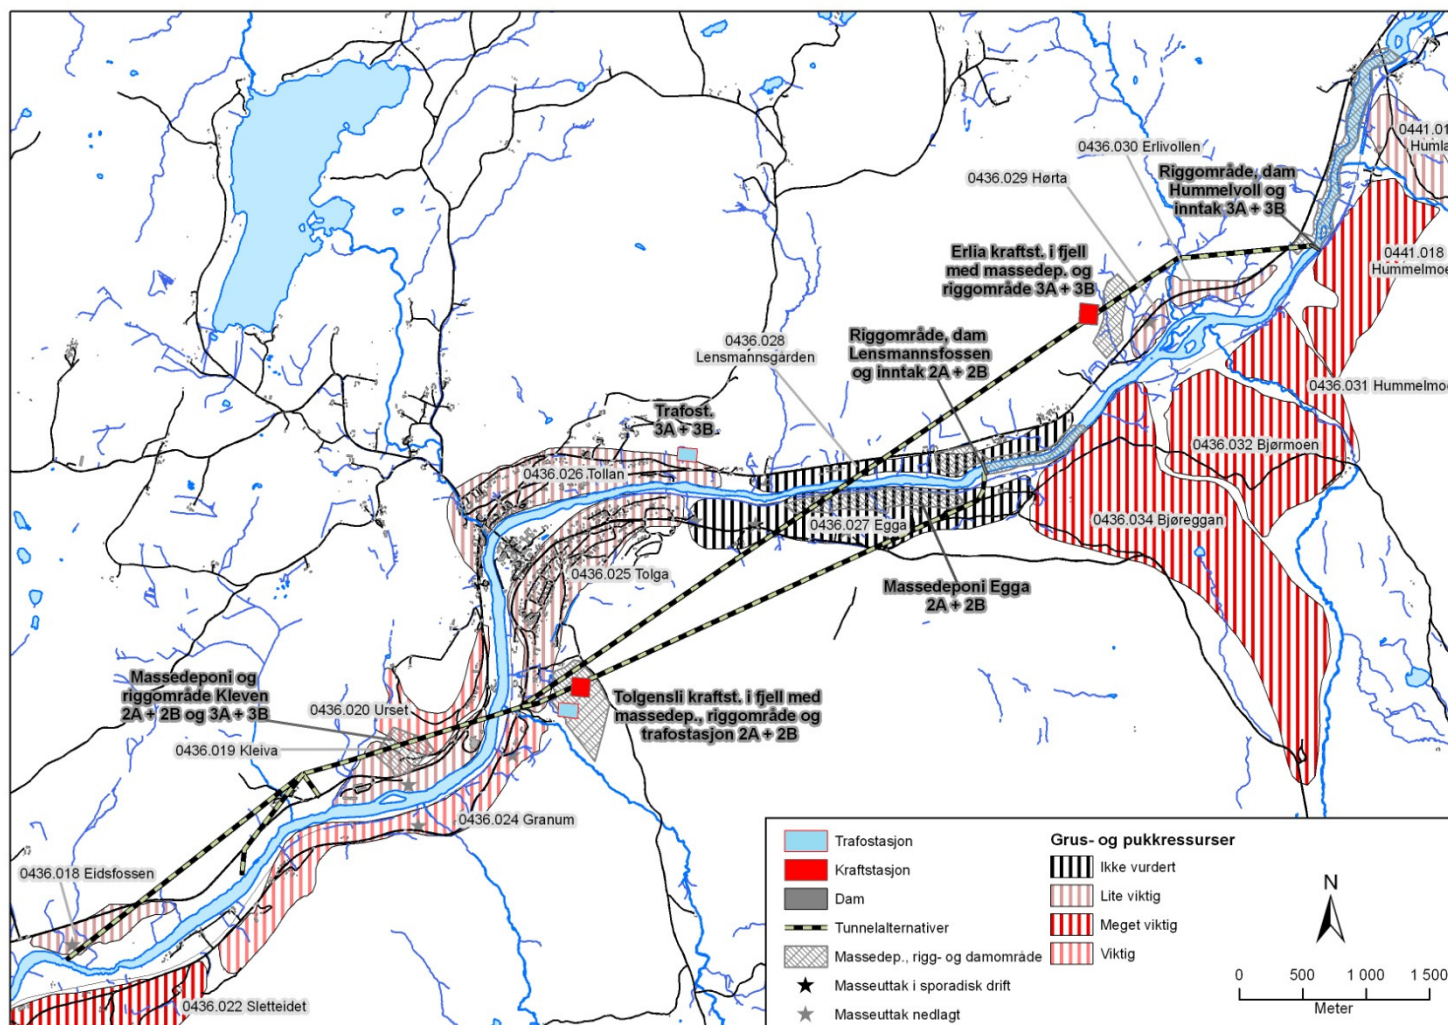 0441.01
Humla
0436.030 Erlivollen
0436.029 Hørta
Riggområde, dam
Hummelvoll og
inntak 3A + 3B
0441.018
Hummelmoe
Erlia kraftst. i fjell
med massedep. og
riggområde 3A + 3B
0436.028
Lensmannsgården
Riggområde, dam
Lensmannsfossen
og inntak 2A + 2B
0436.031 Hummelmoe
Trafost.
3A + 3B
0436.032 Bjørmoen
0436.026 Tollan
0436.027 Egga
0436.034 Bjøreggan
0436.025 Tolga
Massedeponi Egga
2A + 2B
Massedeponi og
riggområde Kleven
2A + 2B og 3A + 3B
0436.020 Urset
0436.019 Kleiva
Tolgensli kraftst. i fjell med
massedep., riggområde og
trafostasjon 2A + 2B
0436.024 Granum
0436.018 Eidsfossen
0436.022 Sletteidet
Trafostasjon
Kraftstasjon
Dam
Tunnelalternativer
Massedep., rigg- og damområde
Masseuttak i sporadisk drift
Masseuttak nedlagt
Grus- og pukkressurser
Ikke vurdert
Lite viktig
Meget viktig
Viktig
N
0 500 1 000 1 500
Meter